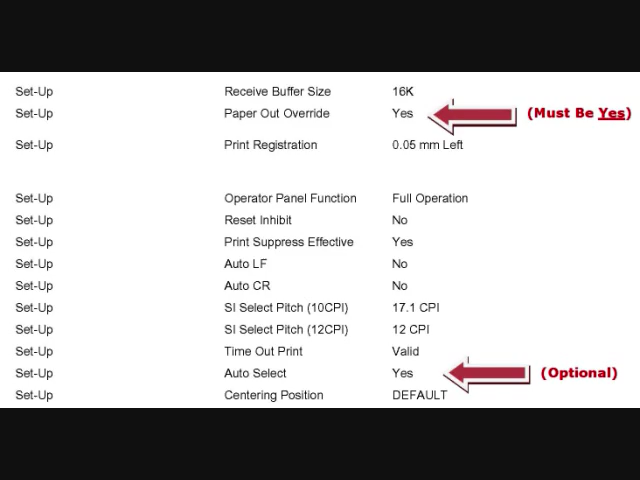 Set-Up Receive Buffer Size 16K
Set-Up Paper Out Override Yes (Must Be Yes)
Set-Up Print Registration 0.05 mm Left
Set-Up Operator Panel Function Full Operation
Set-Up Reset Inhibit No
Set-Up Print Suppress Effective Yes
Set-Up Auto LF No
Set-Up Auto CR No
Set-Up SI Select Pitch (10CPI) 17.1 CPI
Set-Up SI Select Pitch (12CPI) 12 CPI
Set-Up Time Out Print Valid
Set-Up Auto Select Yes (Optional)
Set-Up Centering Position DEFAULT